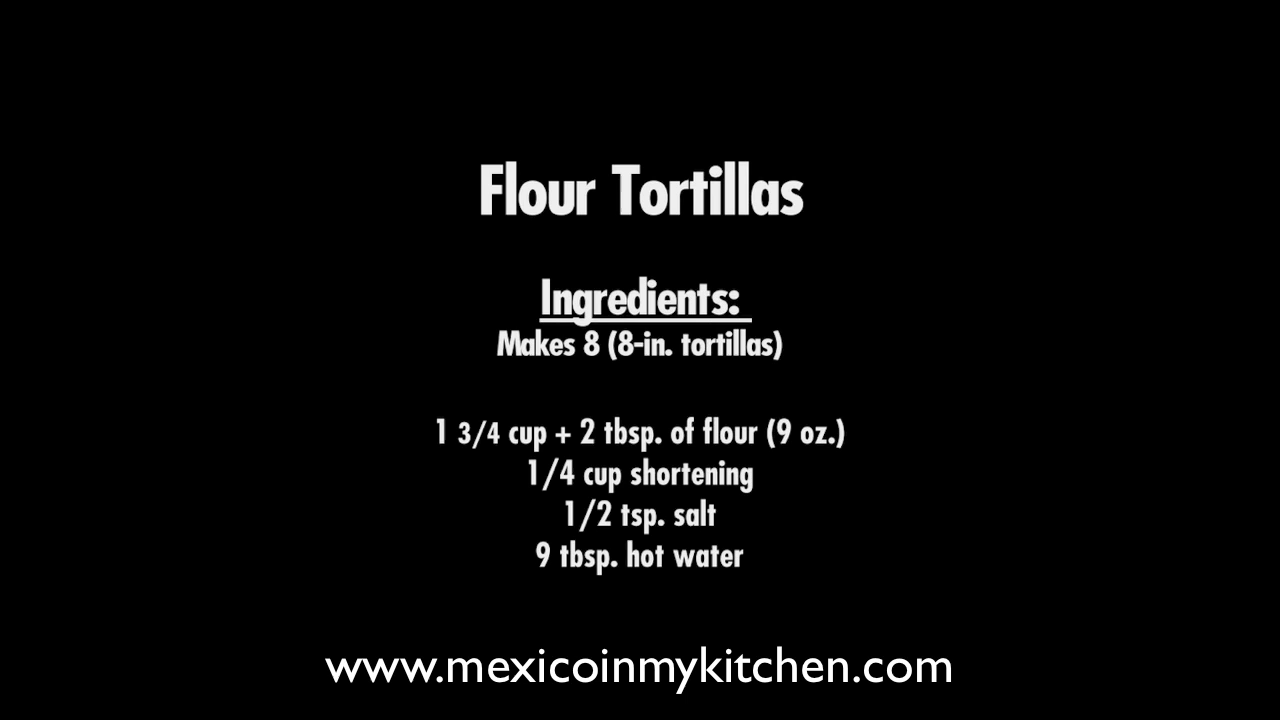 Flour Tortillas
Ingredients:
Makes 8 (8-in. tortillas)
1 3/4 cup + 2 tbsp. of flour (9 oz.)
1/4 cup shortening
1/2 tsp. salt
9 tbsp. hot water
www.mexicoinmykitchen.com